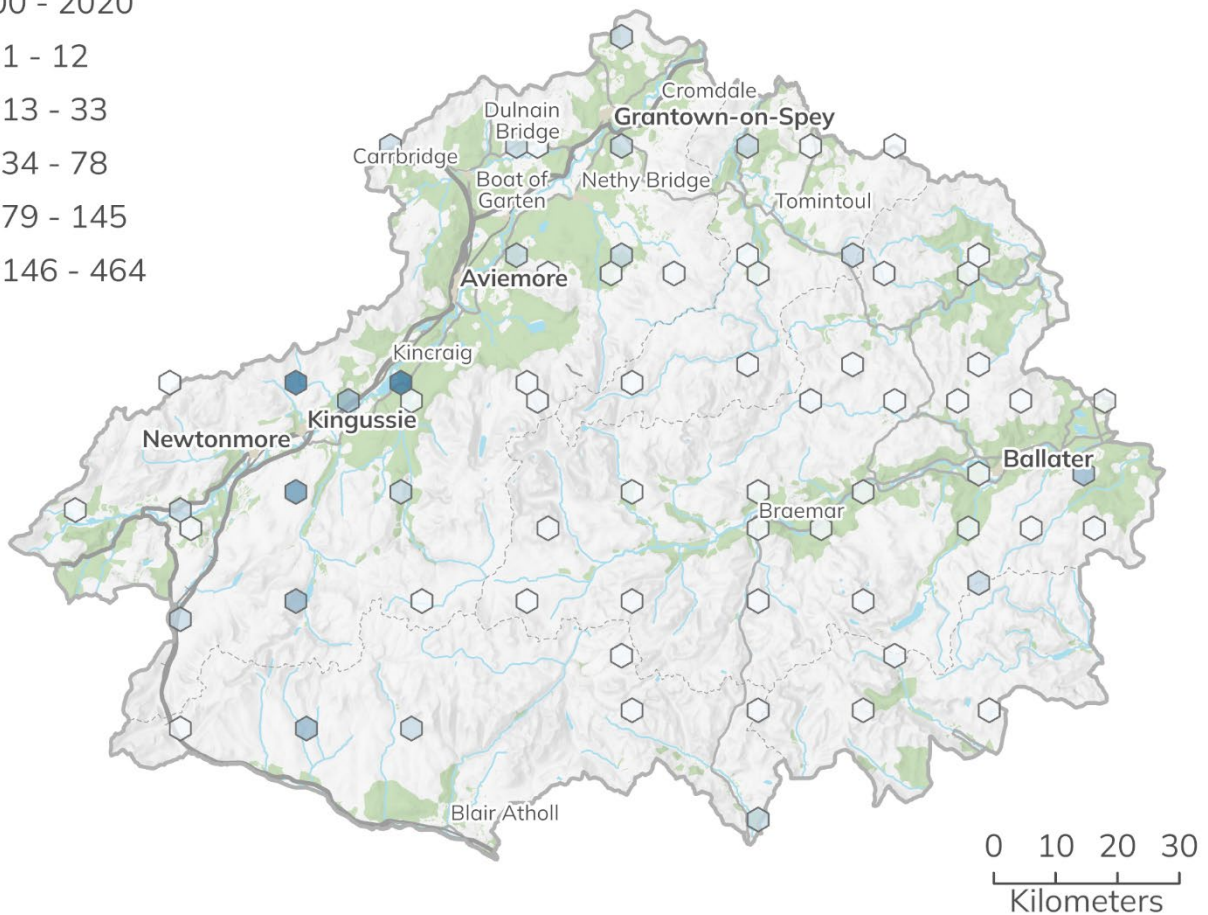 00 - 2020
1 - 12
13 - 33
34 - 78
79 - 145
146 - 464
Cromdale
Dulnain
Bridge
Grantown-on-Spey
Carrbridge
Boat of
Garten
Nethy Bridge
Tomintoul
Aviemore
Kincraig
Kingussie
Newtonmore
Ballater
Braemar
Blair Atholl
0 10 20 30
Kilometers